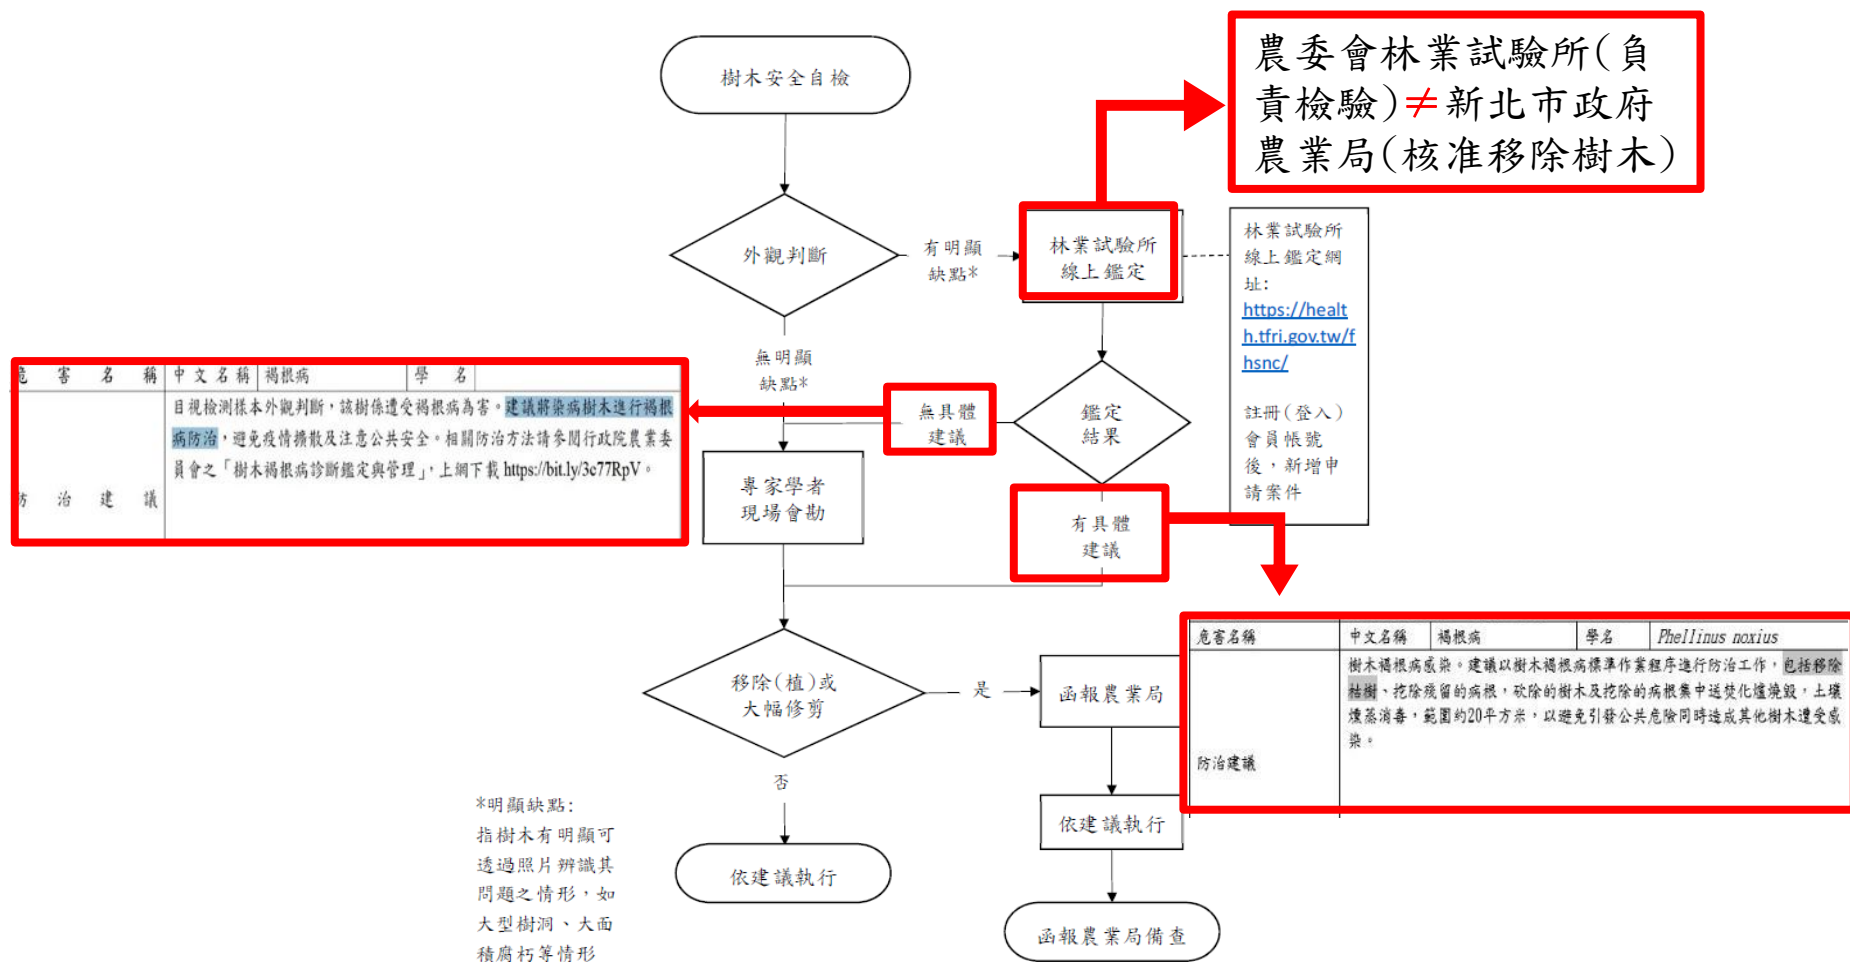 農委會林業試驗所(負
責檢驗)≠新北市政府
農業局(核准移除樹木)
樹木安全自檢
外觀判斷
有明顯
缺點*
林業試驗所
線上鑑定
林業試驗所
線上鑑定網
址:
https://healt
h.tfri.gov.tw/f
hsnc/
註冊(登入)
會員帳號
後，新增申
請案件
無明顯
缺點*
危害名稱 中文名稱 褐根病 學名
目視檢測樣本外觀判斷，該樹係遭受褐根病為害。建議將染病樹木進行褐根
病防治，避免疫情擴散及注意公共安全。相關防治方法請參閱行政院農業委
員會之「樹木褐根病診斷鑑定與管理」，上網下載 https://bit.ly/3c77RpV。
防治建議
無具體
建議
鑑定
結果
專家學者
現場會勘
有具體
建議
危害名稱 中文名稱 褐根病 學名 Phellinus noxius
樹木褐根病感染。建議以樹木褐根病標準作業程序進行防治工作，包括移除
枯樹、挖除殘留的病根，砍除的樹木及挖除的病根集中送焚化爐燒毀，土壤
燻蒸消毒，範圍約20平方米，以避免引發公共危險同時造成其他樹木遭受感
染。
防治建議
移除(植)或
大幅修剪
是
函報農業局
否
依建議執行
依建議執行
函報農業局備查
*明顯缺點:
指樹木有明顯可
透過照片辨識其
問題之情形，如
大型樹洞、大面
積腐朽等情形